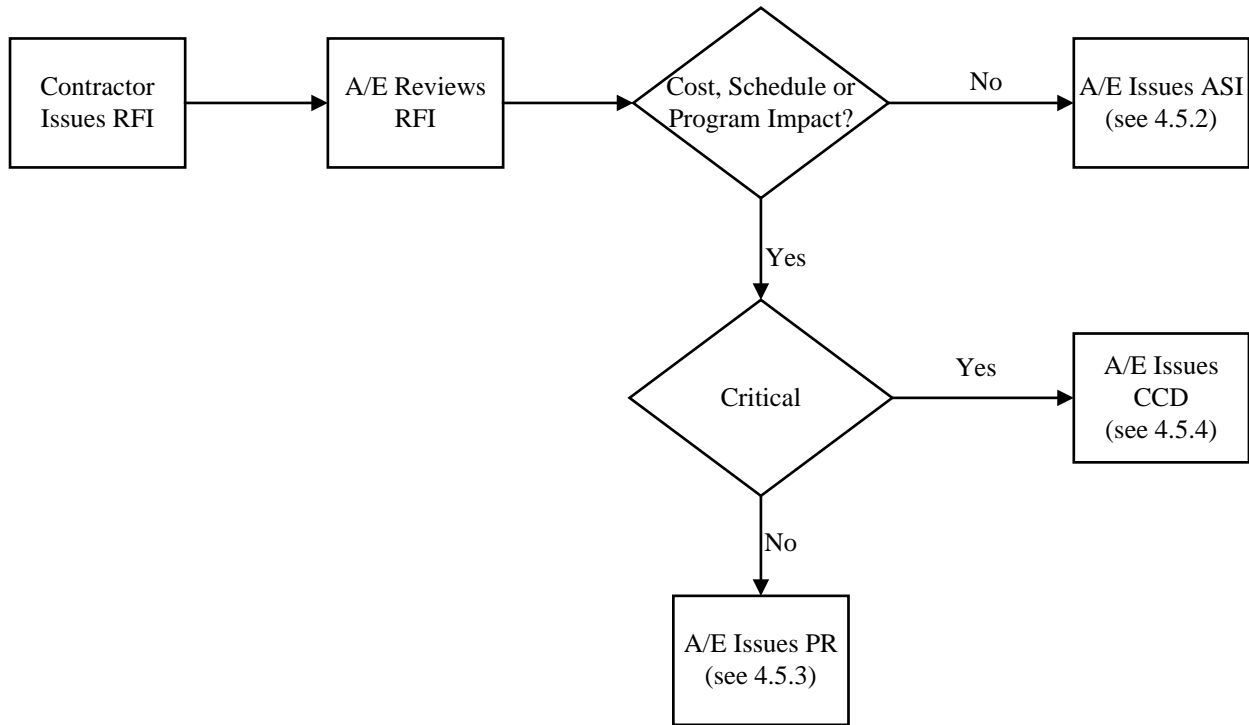 Contractor
Issues RFI
A/E Reviews
RFI
Cost, Schedule or
Program Impact?
No
A/E Issues ASI
(see 4.5.2)
Yes
Critical
Yes
A/E Issues
CCD
(see 4.5.4)
No
A/E Issues PR
(see 4.5.3)